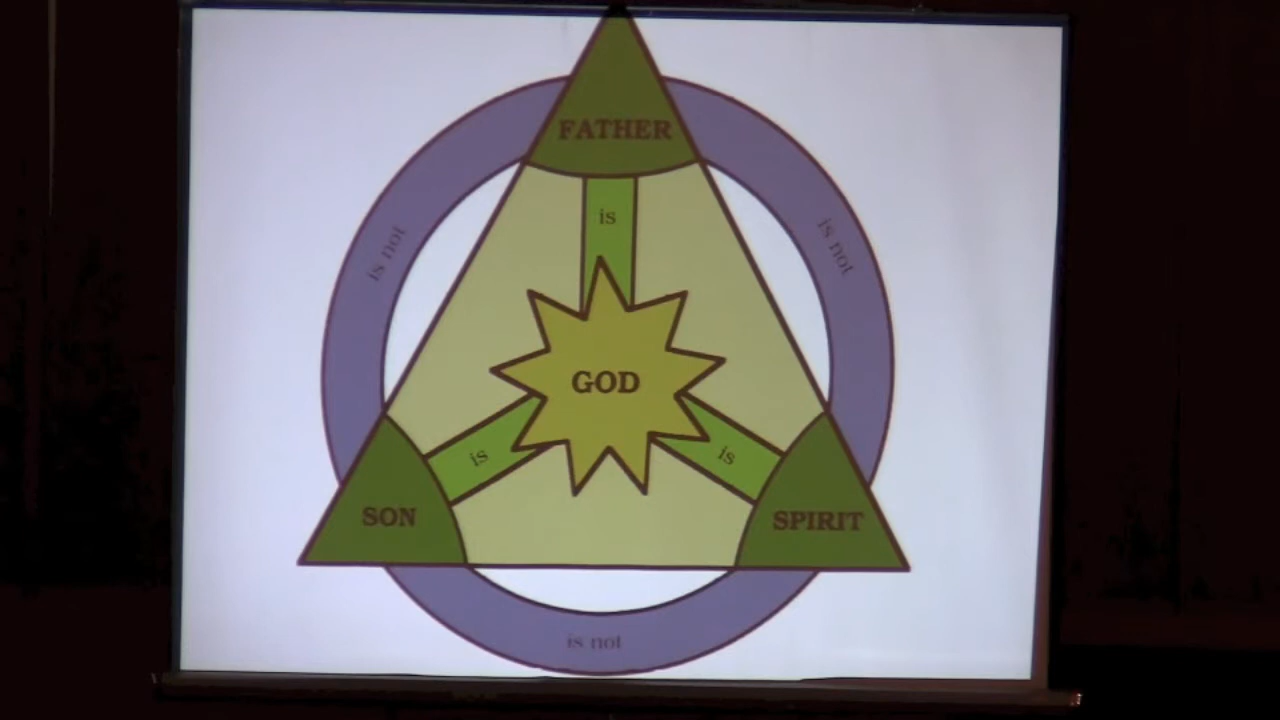 FATHER
is
is not
is not
GOD
is
is
SON
SPIRIT
is not